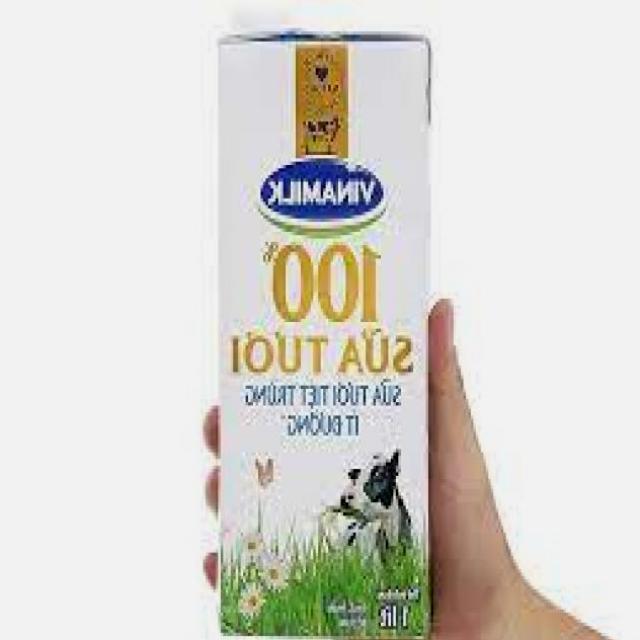 VINAMILK
100%
SỮA TƯƠI
SỮA TƯƠI TIỆT TRÙNG
ÍT ĐƯỜNG
1 lít